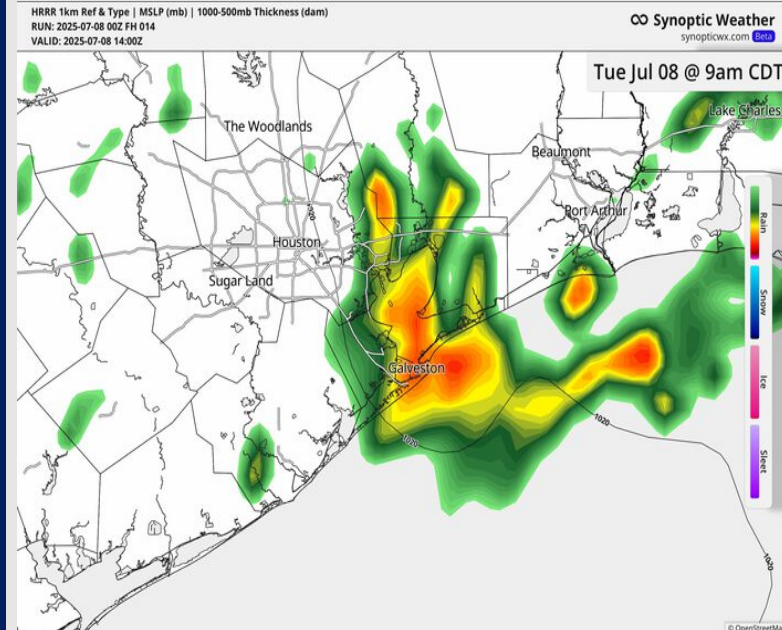 HRRR 1km Ref & Type | MSLP (mb) | 1000-500mb Thickness (dam)
RUN: 2025-07-08 00Z FH 014
VALID: 2025-07-08 14:00Z
Synoptic Weather
synopticwx.com Beta
Tue Jul 08 @ 9am CDT
Lake Charles
The Woodlands
Beaumont
Port Arthur
1020
Houston
Sugar Land
Rain
Snow
Ice
Sleet
Galveston
1020
1020
1020
© OpenStreetMa